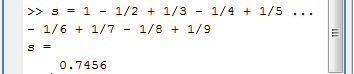 >> s = 1 - 1/2 + 1/3 - 1/4 + 1/5 ...
- 1/6 + 1/7 - 1/8 + 1/9
s =
0.7456